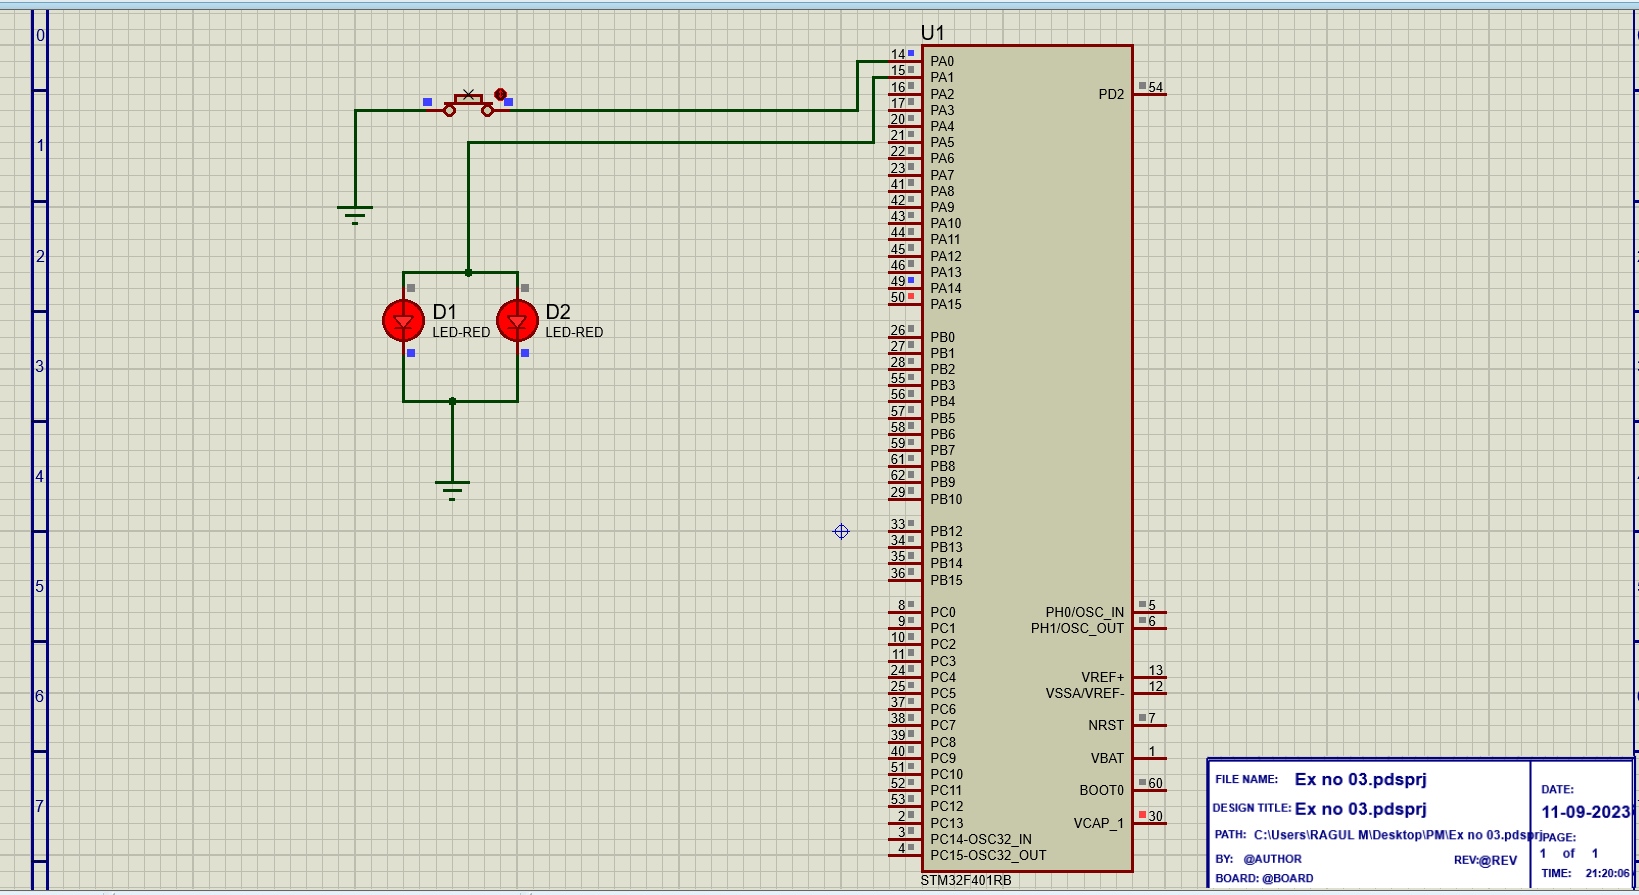 0
1
2
3
4
5
6
7
U1
14 PA0
15 PA1
16 PA2
17 PA3
20 PA4
21 PA5
22 PA6
23 PA7
41 PA8
42 PA9
43 PA10
44 PA11
45 PA12
46 PA13
49 PA14
50 PA15
26 PB0
27 PB1
28 PB2
55 PB3
56 PB4
57 PB5
58 PB6
59 PB7
61 PB8
62 PB9
29 PB10
33 PB12
34 PB13
35 PB14
36 PB15
8 PC0
9 PC1
10 PC2
11 PC3
24 PC4
25 PC5
37 PC6
38 PC7
39 PC8
40 PC9
51 PC10
52 PC11
53 PC12
2 PC13
3 PC14-OSC32_IN
4 PC15-OSC32_OUT
PD2 54
PH0/OSC_IN 5
PH1/OSC_OUT 6
VREF+ 13
VSSA/VREF- 12
NRST 7
VBAT 1
BOOT0 60
VCAP_1 30
STM32F401RB
D1
LED-RED
D2
LED-RED
FILE NAME: Ex no 03.pdsprj
DESIGN TITLE: Ex no 03.pdsprj
PATH: C:\Users\RAGUL M\Desktop\PM\Ex no 03.pdsprj
BY: @AUTHOR REV:@REV
BOARD: @BOARD
DATE:
11-09-2023
PAGE:
1 of 1
TIME: 21:20:06